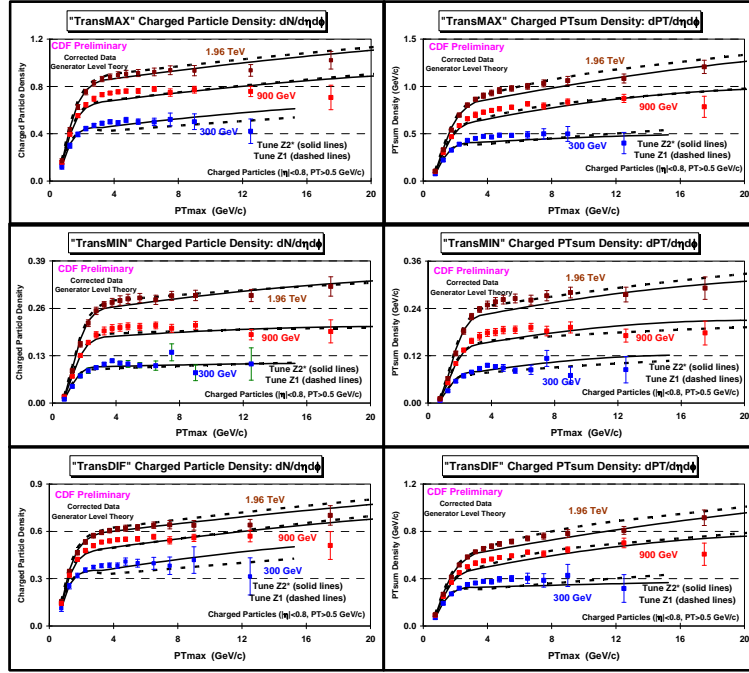 "TransMAX" Charged Particle Density: dN/dηdϕ
CDF Preliminary
Corrected Data
Generator Level Theory
1.96 TeV
900 GeV
300 GeV
Tune Z2* (solid lines)
Tune Z1 (dashed lines)
Charged Particles (|η|<0.8, PT>0.5 GeV/c)
Charged Particle Density
1.2
0.8
0.4
0.0
0 4 8 12 16 20
PTmax (GeV/c)
"TransMAX" Charged PTsum Density: dPT/dηdϕ
CDF Preliminary
Corrected Data
Generator Level Theory
1.96 TeV
900 GeV
300 GeV
Tune Z2* (solid lines)
Tune Z1 (dashed lines)
Charged Particles (|η|<0.8, PT>0.5 GeV/c)
PTsum Density (GeV/c)
1.5
1.0
0.5
0.0
0 4 8 12 16 20
PTmax (GeV/c)
"TransMIN" Charged Particle Density: dN/dηdϕ
CDF Preliminary
Corrected Data
Generator Level Theory
1.96 TeV
900 GeV
300 GeV
Tune Z2* (solid lines)
Tune Z1 (dashed lines)
Charged Particles (|η|<0.8, PT>0.5 GeV/c)
Charged Particle Density
0.39
0.26
0.13
0.00
0 4 8 12 16 20
PTmax (GeV/c)
"TransMIN" Charged PTsum Density: dPT/dηdϕ
CDF Preliminary
Corrected Data
Generator Level Theory
1.96 TeV
900 GeV
300 GeV
Tune Z2* (solid lines)
Tune Z1 (dashed lines)
Charged Particles (|η|<0.8, PT>0.5 GeV/c)
PTsum Density (GeV/c)
0.36
0.24
0.12
0.00
0 4 8 12 16 20
PTmax (GeV/c)
"TransDIF" Charged Particle Density: dN/dηdϕ
CDF Preliminary
Corrected Data
Generator Level Theory
1.96 TeV
900 GeV
300 GeV
Tune Z2* (solid lines)
Tune Z1 (dashed lines)
Charged Particles (|η|<0.8, PT>0.5 GeV/c)
Charged Particle Density
0.9
0.6
0.3
0.0
0 4 8 12 16 20
PTmax (GeV/c)
"TransDIF" Charged PTsum Density: dPT/dηdϕ
CDF Preliminary
Corrected Data
Generator Level Theory
1.96 TeV
900 GeV
300 GeV
Tune Z2* (solid lines)
Tune Z1 (dashed lines)
Charged Particles (|η|<0.8, PT>0.5 GeV/c)
PTsum Density (GeV/c)
1.2
0.8
0.4
0.0
0 4 8 12 16 20
PTmax (GeV/c)